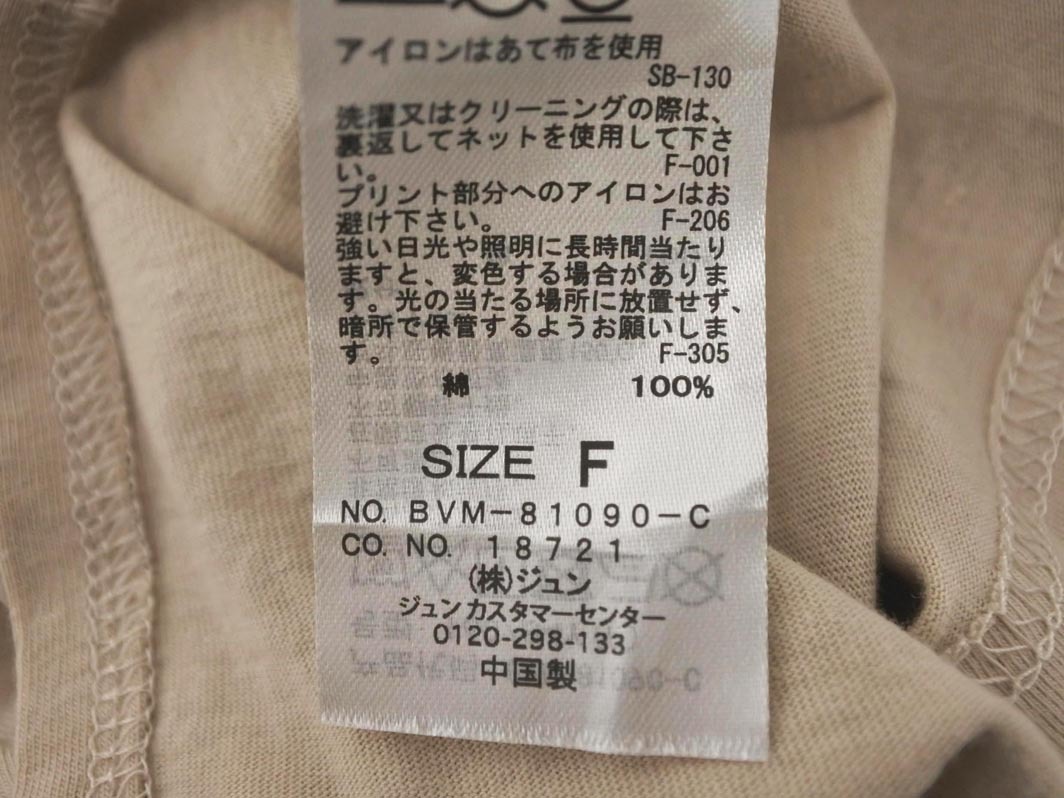 アイロンはあて布を使用
SB-130
洗濯又はクリーニングの際は、
裏返してネットを使用して下さ
い。 F-001
プリント部分へのアイロンはお
避け下さい。 F-206
強い日光や照明に長時間当たり
ますと、変色する場合がありま
す。光の当たる場所に放置せず、
暗所で保管するようお願いしま
す。 F-305
綿 100%
SIZE F
NO. BVM-81090-C
CO. NO. 18721
(株)ジュン
ジュンカスタマーセンター
0120-298-133
中国製